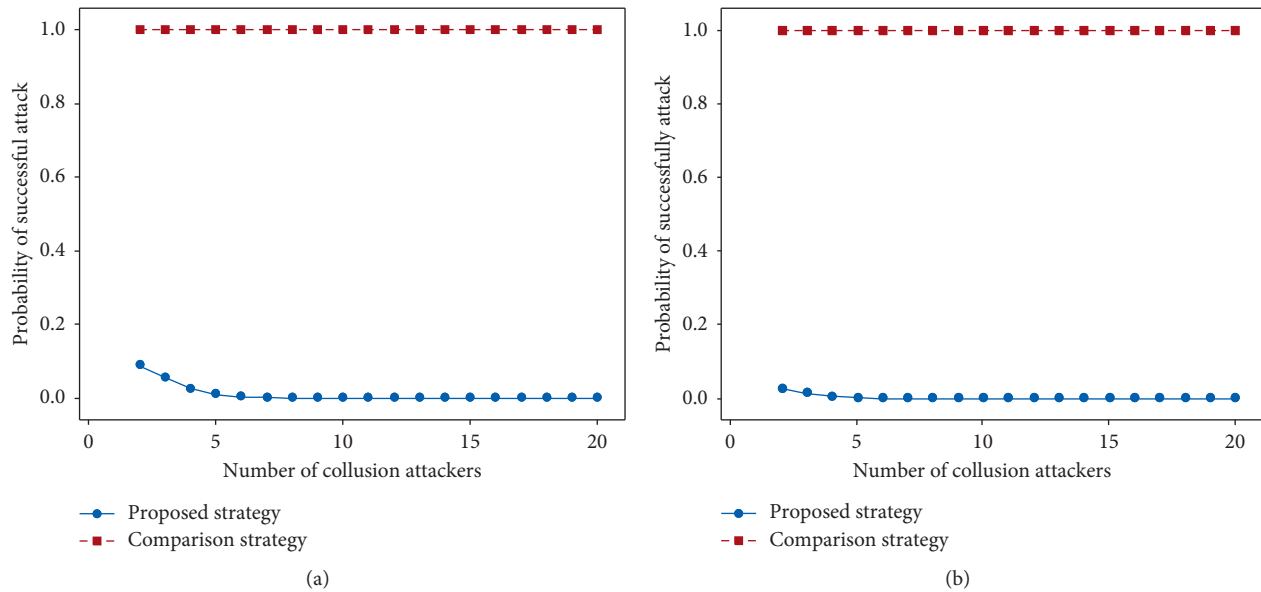 1.0
0.8
0.6
0.4
0.2
0.0
Probability of successful attack
0
5
10
15
20
Number of collusion attackers
Proposed strategy
Comparison strategy
(a)
1.0
0.8
0.6
0.4
0.2
0.0
Probability of successfully attack
0
5
10
15
20
Number of collusion attackers
Proposed strategy
Comparison strategy
(b)